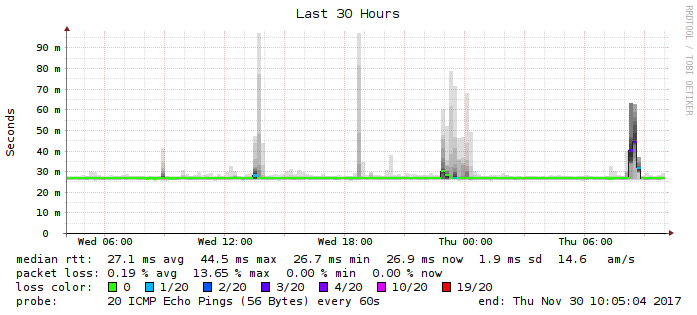 Last 30 Hours
RRDTOOL / TOBI OETIKER
Seconds
90 m
80 m
70 m
60 m
50 m
40 m
30 m
20 m
10 m
0
Wed 06:00 Wed 12:00 Wed 18:00 Thu 00:00 Thu 06:00
median rtt: 27.1 ms avg 44.5 ms max 26.7 ms min 26.9 ms now 1.9 ms sd 14.6 am/s
packet loss: 0.19 % avg 13.65 % max 0.00 % min 0.00 % now
loss color: 0 1/20 2/20 3/20 4/20 10/20 19/20
probe: 20 ICMP Echo Pings (56 Bytes) every 60s end: Thu Nov 30 10:05:04 2017